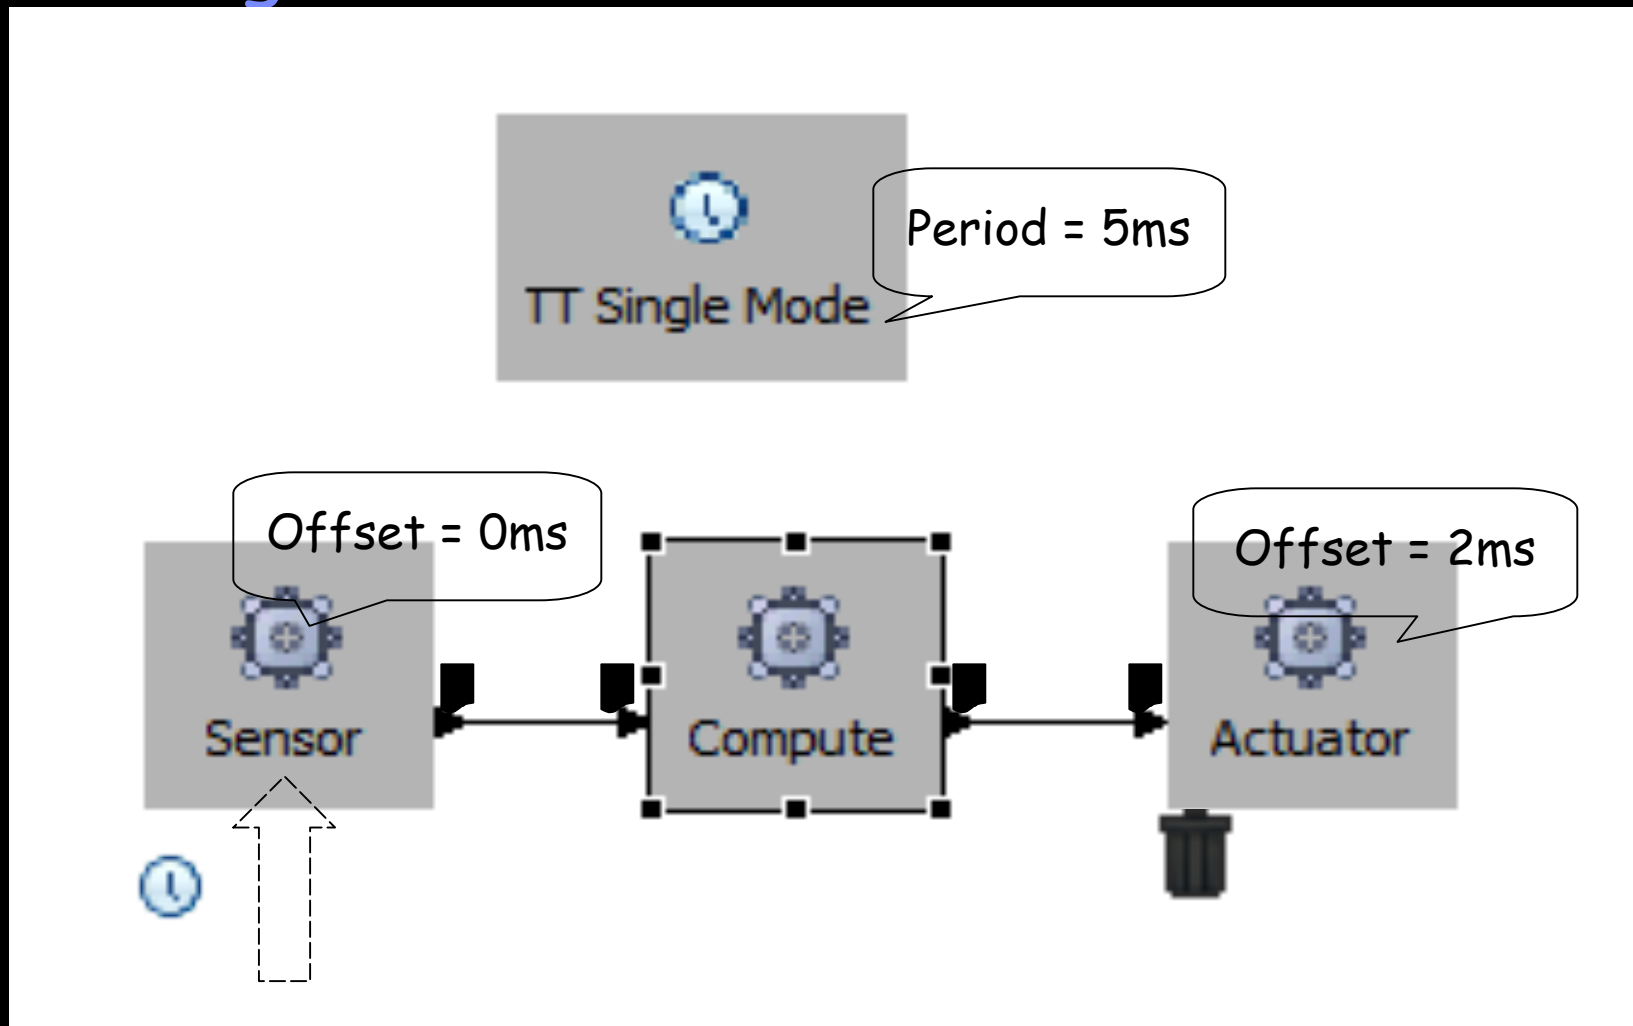 Period = 5ms
TT Single Mode
Offset = 0ms
Offset = 2ms
Sensor
Compute
Actuator